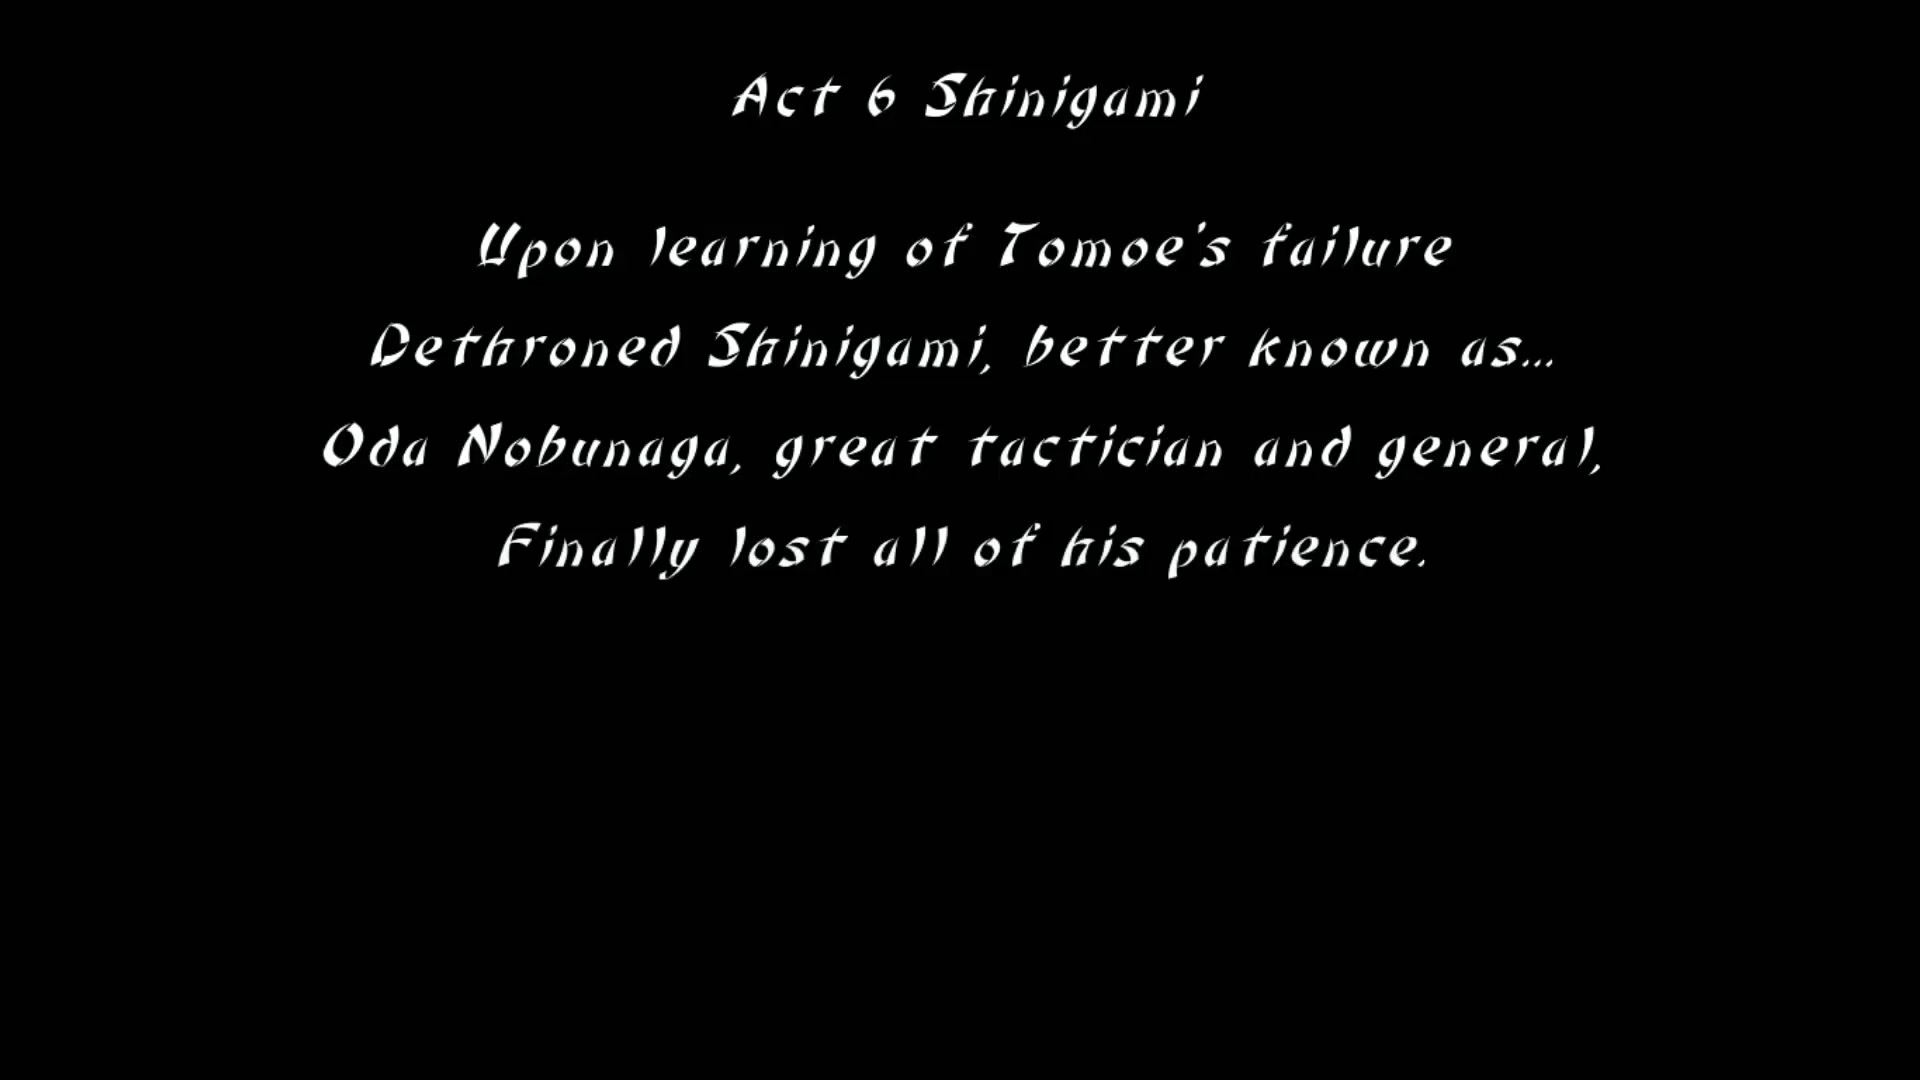 Act 6 Shinigami
Upon learning of Tomoe's failure
Dethroned Shinigami, better known as...
Oda Nobunaga, great tactician and general,
Finally lost all of his patience.